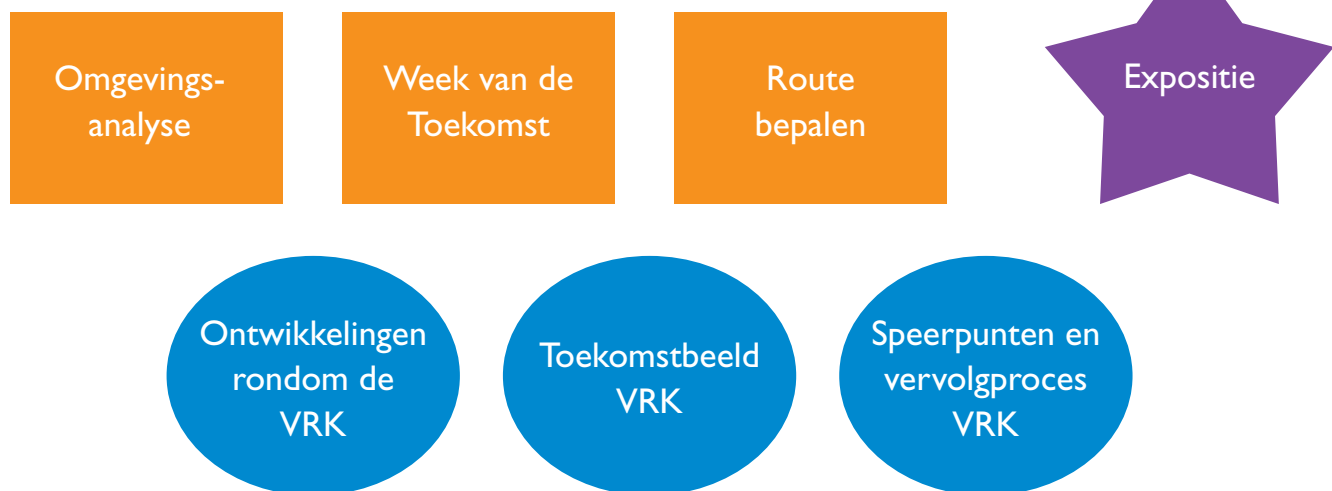 Omgevings-
analyse
Week van de
Toekomst
Route
bepalen
Expositie
Ontwikkelingen
rondom de
VRK
Toekomstbeeld
VRK
Speerpunten en
vervolgproces
VRK